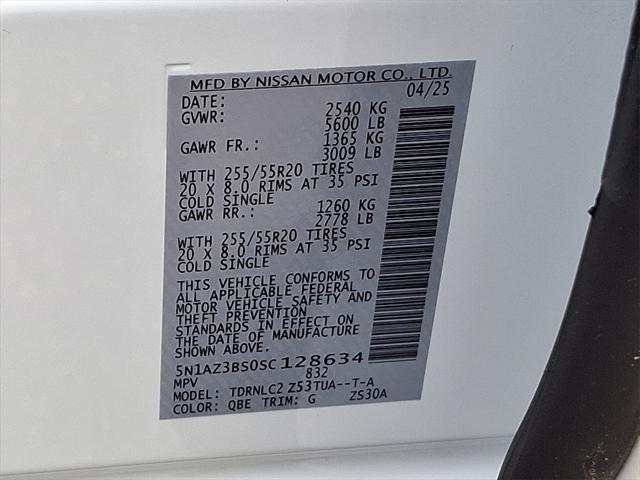 MFD BY NISSAN MOTOR CO., LTD.
DATE: 04/25
GVWR: 2540 KG
5600 LB
GAWR FR.: 1365 KG
3009 LB
WITH 255/55R20 TIRES
20 X 8.0 RIMS AT 35 PSI
COLD SINGLE
GAWR RR.: 1260 KG
2778 LB
WITH 255/55R20 TIRES
20 X 8.0 RIMS AT 35 PSI
COLD SINGLE
THIS VEHICLE CONFORMS TO
ALL APPLICABLE FEDERAL
MOTOR VEHICLE SAFETY AND
THEFT PREVENTION
STANDARDS IN EFFECT ON
THE DATE OF MANUFACTURE
SHOWN ABOVE.
5N1AZ3BS0SC128634
MPV 832
MODEL: TDRNLC2 Z53TUA--T-A
COLOR: QBE TRIM: G ZS30A